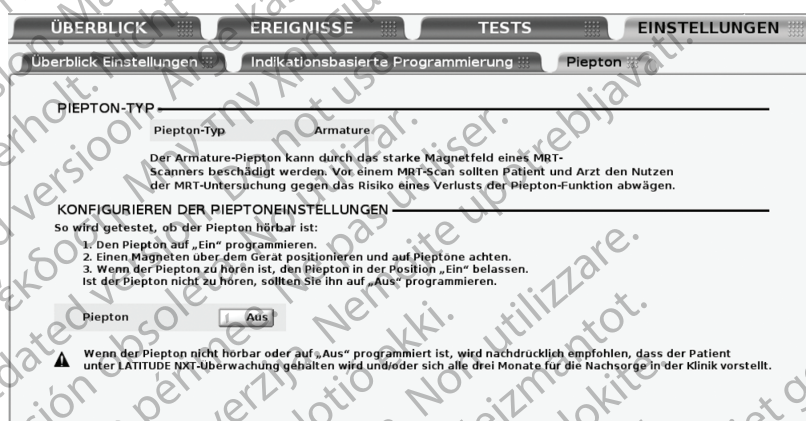 ÜBERBLICK EREIGNISSE TESTS EINSTELLUNGEN
Überblick Einstellungen Indikationsbasierte Programmierung Piepton
PIEPTON-TYP
Piepton-Typ Armature
Der Armature-Piepton kann durch das starke Magnetfeld eines MRT-
Scanners beschädigt werden. Vor einem MRT-Scan sollten Patient und Arzt den Nutzen
der MRT-Untersuchung gegen das Risiko eines Verlusts der Piepton-Funktion abwägen.
KONFIGURIEREN DER PIEPTONEINSTELLUNGEN
So wird getestet, ob der Piepton hörbar ist:
1. Den Piepton auf „Ein“ programmieren.
2. Einen Magneten über dem Gerät positionieren und auf Pieptöne achten.
3. Wenn der Piepton zu hören ist, den Piepton in der Position „Ein“ belassen.
Ist der Piepton nicht zu hören, sollten Sie ihn auf „Aus“ programmieren.
Piepton Aus
Wenn der Piepton nicht hörbar oder auf „Aus“ programmiert ist, wird nachdrücklich empfohlen, dass der Patient
unter LATITUDE NXT-Überwachung gehalten wird und/oder sich alle drei Monate für die Nachsorge in der Klinik vorstellt.